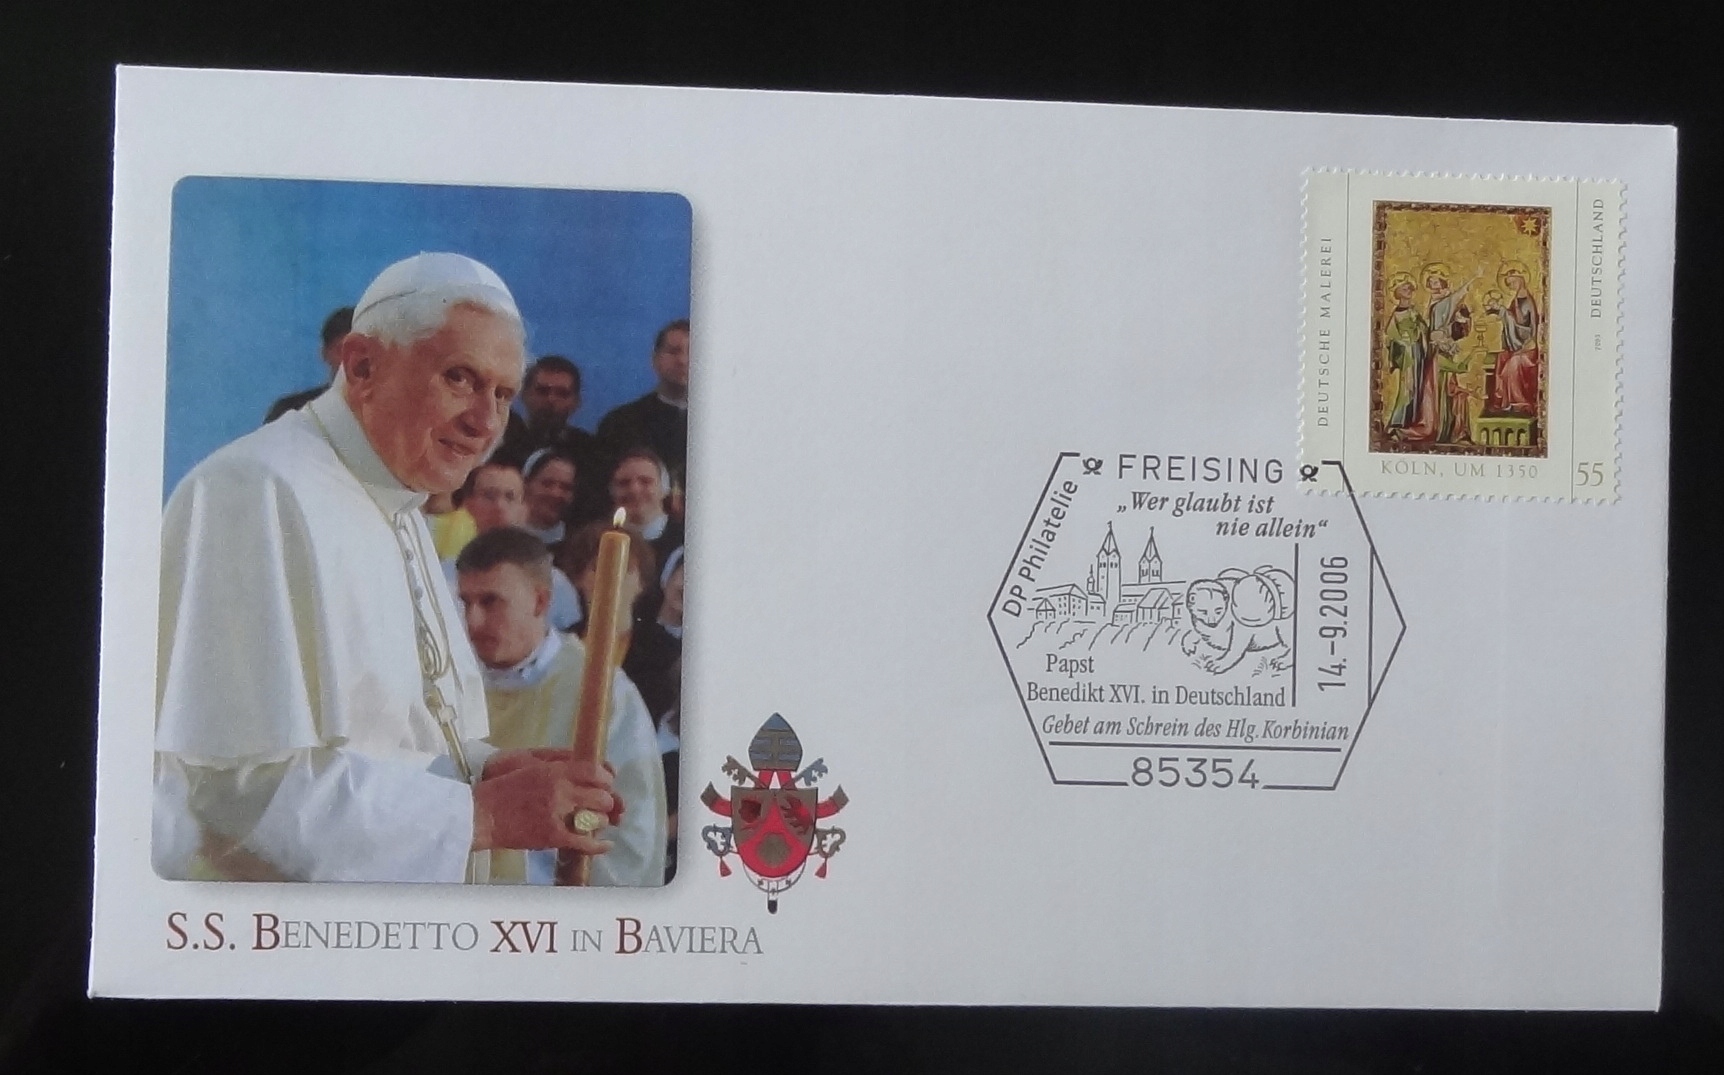 DEUTSCHE MALEREI
DEUTSCHLAND
KÖLN, UM 1350
55
FREISING
DP Philatelie
„Wer glaubt ist
nie allein“
14.-9.2006
Papst
Benedikt XVI. in Deutschland
Gebet am Schrein des Hlg. Korbinian
85354
S.S. BENEDETTO XVI IN BAVIERA